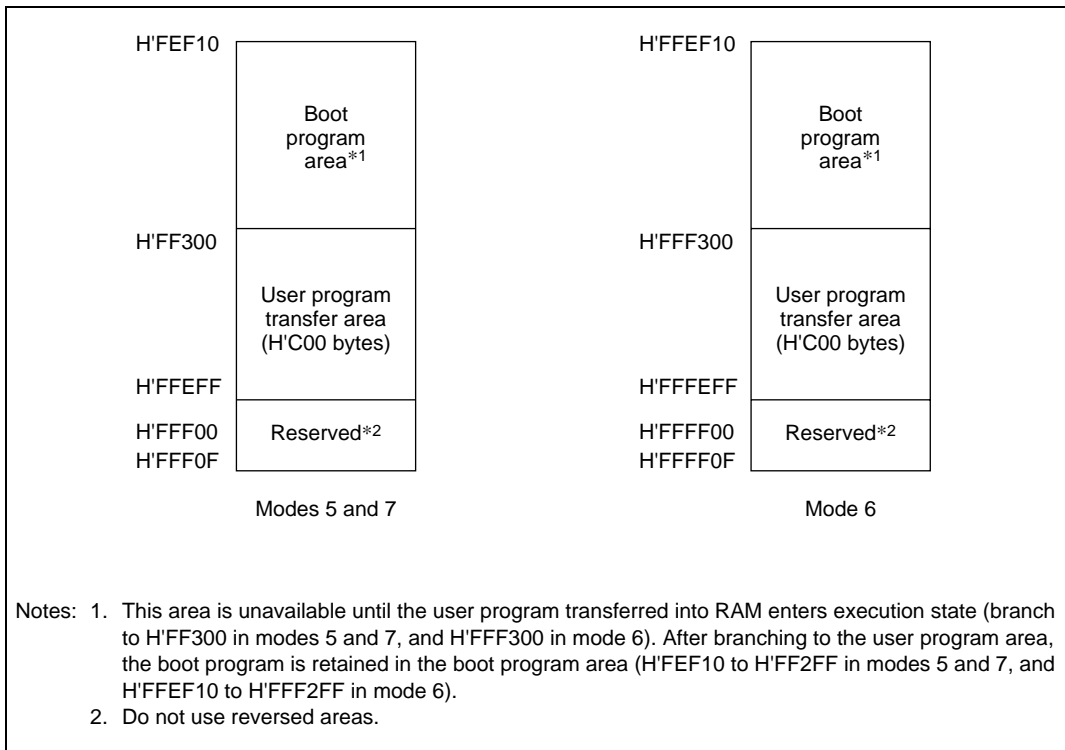 H'FEF10
Boot
program
area*1
H'FF300
User program
transfer area
(H'C00 bytes)
H'FFEFF
H'FFF00
Reserved*2
H'FFF0F
Modes 5 and 7
H'FFEF10
Boot
program
area*1
H'FFF300
User program
transfer area
(H'C00 bytes)
H'FFFEFF
H'FFFF00
Reserved*2
H'FFFF0F
Mode 6
Notes: 1. This area is unavailable until the user program transferred into RAM enters execution state (branch
to H'FF300 in modes 5 and 7, and H'FFF300 in mode 6). After branching to the user program area,
the boot program is retained in the boot program area (H'FEF10 to H'FF2FF in modes 5 and 7, and
H'FFEF10 to H'FFF2FF in mode 6).
2. Do not use reversed areas.